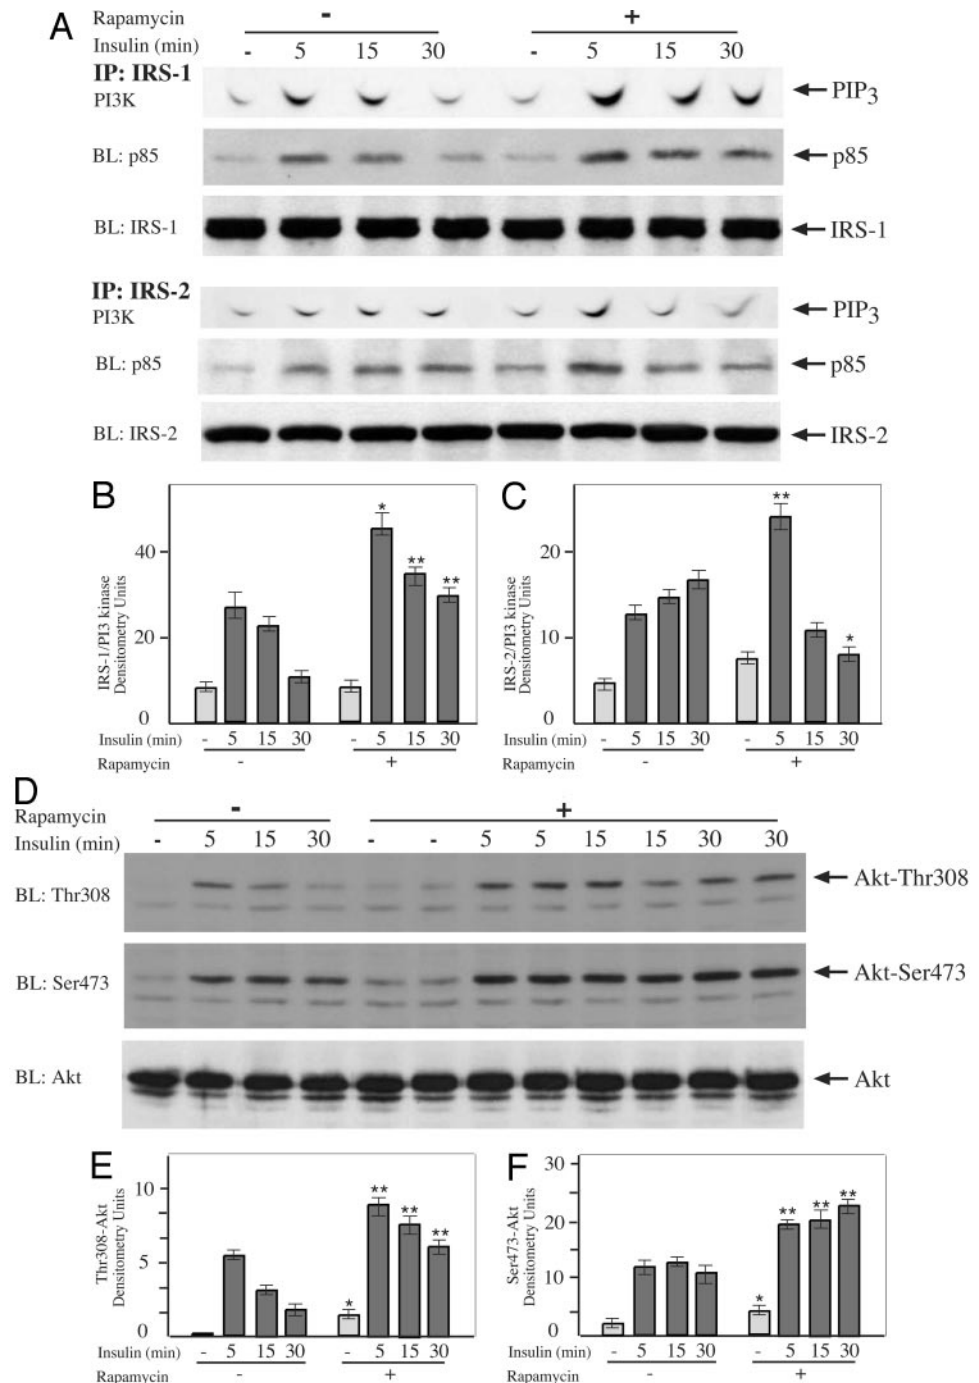 A
Rapamycin - +
Insulin (min) - 5 15 30 - 5 15 30
IP: IRS-1
PI3K PIP3
BL: p85 p85
BL: IRS-1 IRS-1
IP: IRS-2
PI3K PIP3
BL: p85 p85
BL: IRS-2 IRS-2
B
IRS-1/PI3 kinase
Densitometry Units
40
20
0
* ** **
Insulin (min) - 5 15 30 - 5 15 30
Rapamycin - +
C
IRS-2/PI3 kinase
Densitometry Units
20
10
0
** *
- 5 15 30 - 5 15 30
- +
D
Rapamycin - +
Insulin (min) - 5 15 30 - - 5 5 15 15 30 30
BL: Thr308 Akt-Thr308
BL: Ser473 Akt-Ser473
BL: Akt Akt
E
Thr308-Akt
Densitometry Units
10
5
0
* ** ** **
Insulin (min) - 5 15 30 - 5 15 30
Rapamycin - +
F
Ser473-Akt
Densitometry Units
30
20
10
0
* ** ** **
- 5 15 30 - 5 15 30
- +